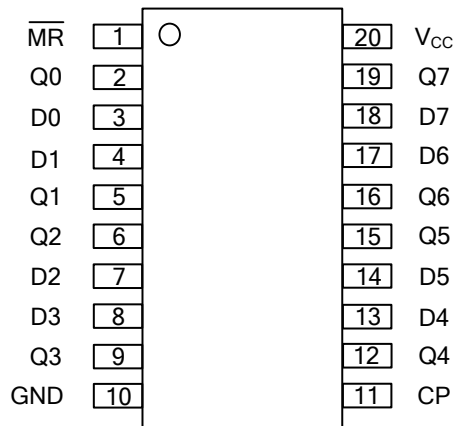 M̅R̅ 1 20 V_CC
Q0 2 19 Q7
D0 3 18 D7
D1 4 17 D6
Q1 5 16 Q6
Q2 6 15 Q5
D2 7 14 D5
D3 8 13 D4
Q3 9 12 Q4
GND 10 11 CP